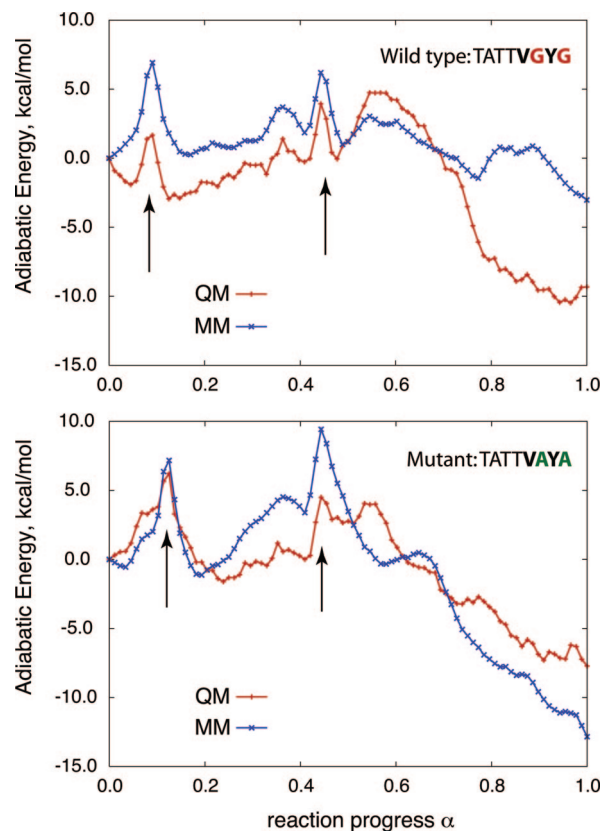 Adiabatic Energy, kcal/mol
10.0
5.0
0.0
-5.0
-10.0
-15.0
Wild type:TATTVGYG
QM
MM
0.0 0.2 0.4 0.6 0.8 1.0
Adiabatic Energy, kcal/mol
10.0
5.0
0.0
-5.0
-10.0
-15.0
Mutant:TATTVAYA
QM
MM
0.0 0.2 0.4 0.6 0.8 1.0
reaction progress α